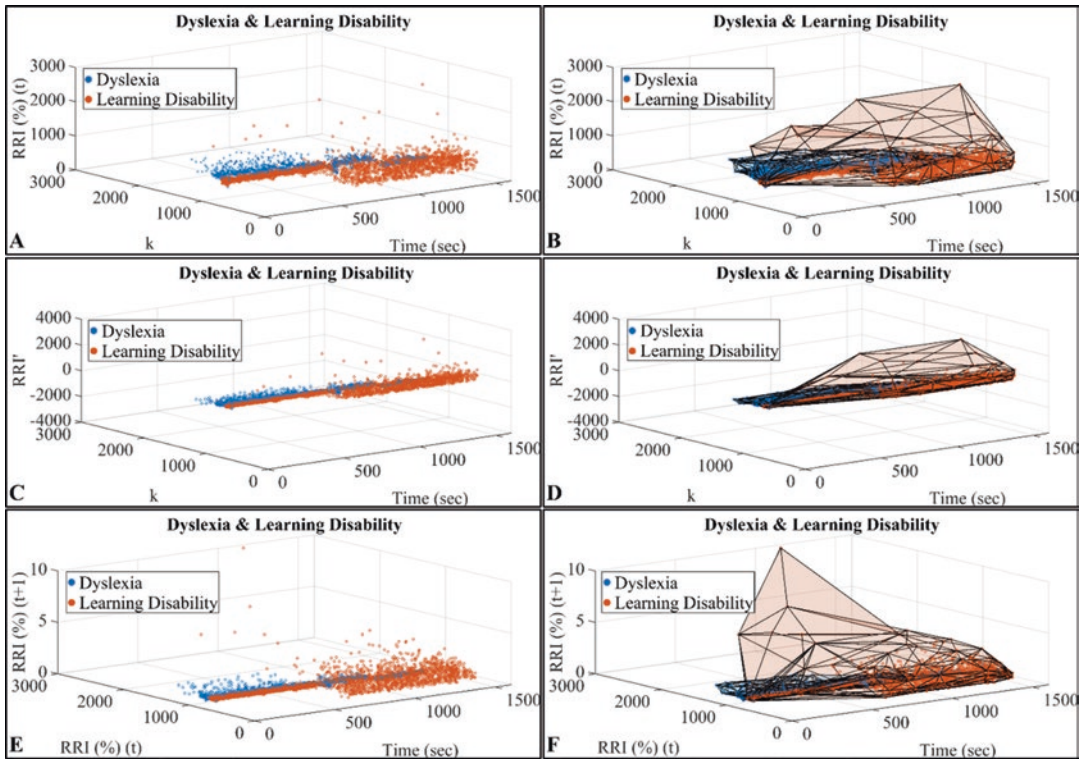 Dyslexia & Learning Disability
3000
2000
1000
0
RRI (%) (t)
Dyslexia
Learning Disability
3000
2000
1000
0
k
0
500
1000
1500
Time (sec)
A
Dyslexia & Learning Disability
3000
2000
1000
0
RRI (%) (t)
Dyslexia
Learning Disability
3000
2000
1000
0
k
0
500
1000
1500
Time (sec)
B
Dyslexia & Learning Disability
4000
2000
0
-2000
-4000
RRI'
Dyslexia
Learning Disability
3000
2000
1000
0
k
0
500
1000
1500
Time (sec)
C
Dyslexia & Learning Disability
4000
2000
0
-2000
-4000
RRI'
Dyslexia
Learning Disability
3000
2000
1000
0
k
0
500
1000
1500
Time (sec)
D
Dyslexia & Learning Disability
10
5
0
RRI (%) (t+1)
Dyslexia
Learning Disability
3000
2000
1000
0
RRI (%) (t)
0
500
1000
1500
Time (sec)
E
Dyslexia & Learning Disability
10
5
0
RRI (%) (t+1)
Dyslexia
Learning Disability
3000
2000
1000
0
RRI (%) (t)
0
500
1000
1500
Time (sec)
F